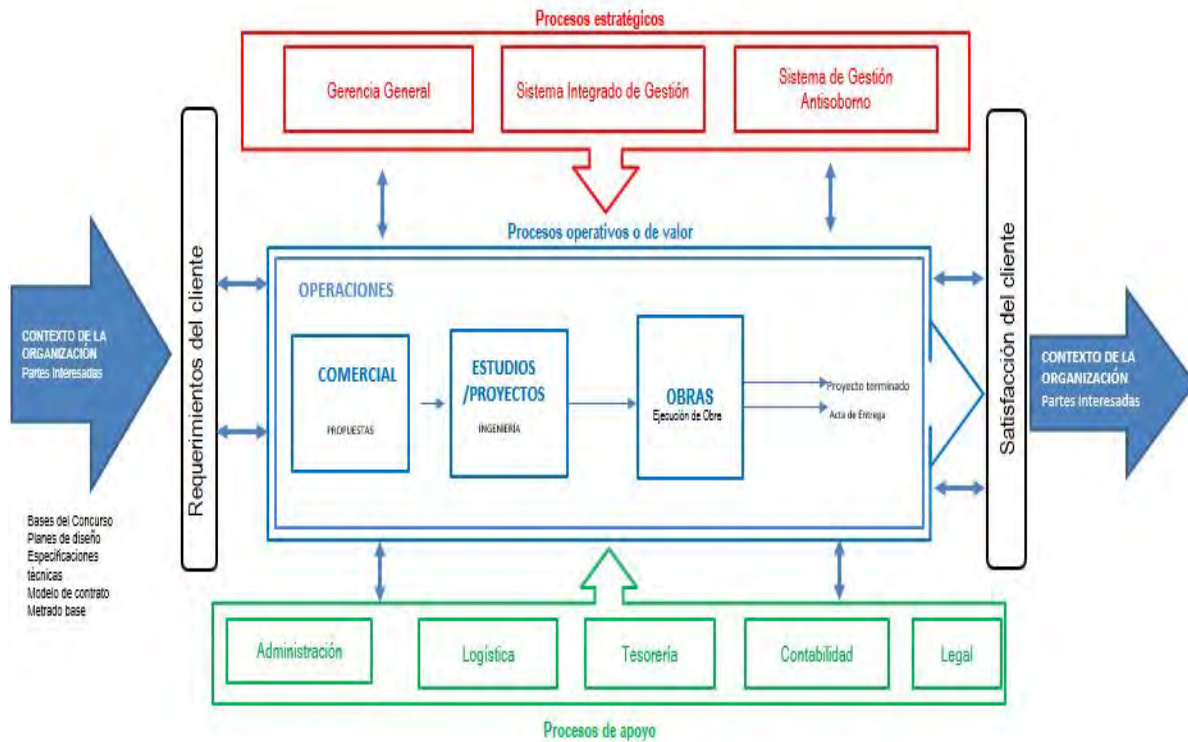 Procesos estratégicos
Gerencia General
Sistema Integrado de Gestión
Sistema de Gestión
Antisoborno
Requerimientos del cliente
CONTEXTO DE LA
ORGANIZACIÓN
Partes Interesadas
Bases del Concurso
Planes de diseño
Especificaciones
técnicas
Modelo de contrato
Metrado base
Procesos operativos o de valor
OPERACIONES
COMERCIAL
PROPUESTAS
ESTUDIOS
/PROYECTOS
INGENIERÍA
OBRAS
Ejecución de Obre
Proyecto terminado
Acta de Entrega
Satisfacción del cliente
CONTEXTO DE LA
ORGANIZACIÓN
Partes Interesadas
Administración
Logística
Tesorería
Contabilidad
Legal
Procesos de apoyo